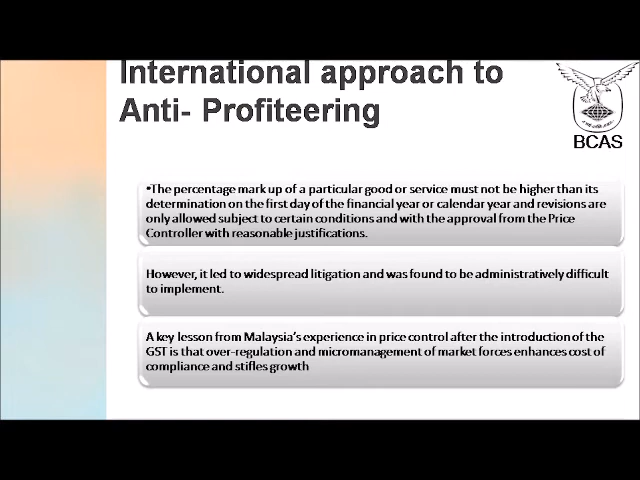 International approach to
Anti- Profiteering
BCAS
•The percentage mark up of a particular good or service must not be higher than its
determination on the first day of the financial year or calendar year and revisions are
only allowed subject to certain conditions and with the approval from the Price
Controller with reasonable justifications.
However, it led to widespread litigation and was found to be administratively difficult
to implement.
A key lesson from Malaysia's experience in price control after the introduction of the
GST is that over-regulation and micromanagement of market forces enhances cost of
compliance and stifles growth